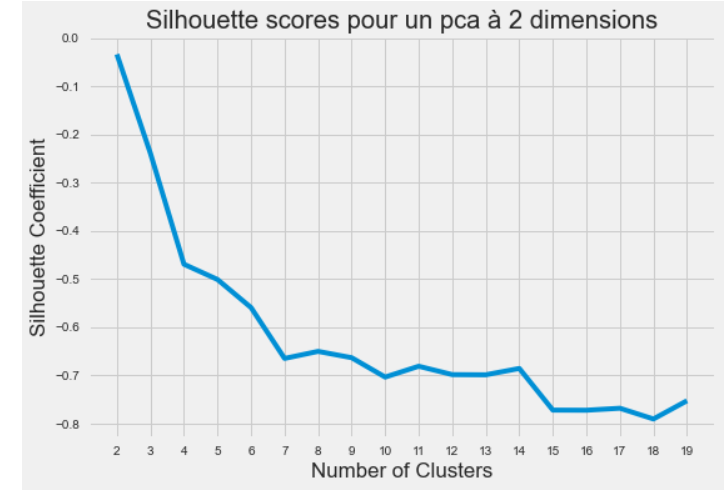 Silhouette scores pour un pca à 2 dimensions
0.0
−0.1
−0.2
−0.3
−0.4
−0.5
−0.6
−0.7
−0.8
Silhouette Coefficient
2 3 4 5 6 7 8 9 10 11 12 13 14 15 16 17 18 19
Number of Clusters